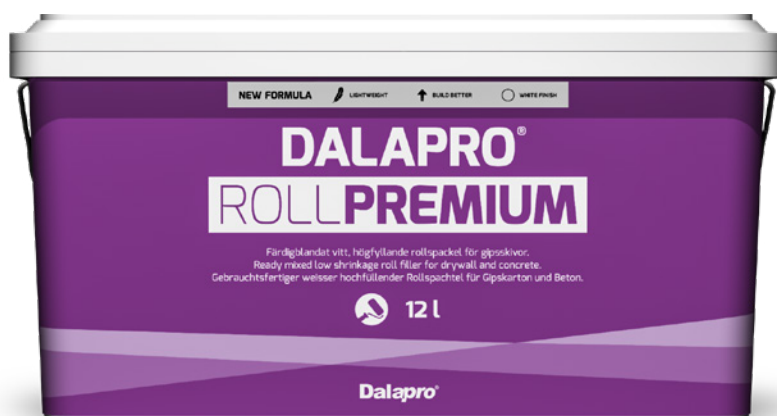 NEW FORMULA LIGHTWEIGHT BUILD BETTER WHITE FINISH
DALAPRO®
ROLLPREMIUM
Färdigblandat vitt, högfyllande rollspackel för gipsskivor.
Ready mixed low shrinkage roll filler for drywall and concrete.
Gebrauchtsfertiger weisser hochfüllender Rollspachtel für Gipskarton und Beton.
12 l
Dalapro®